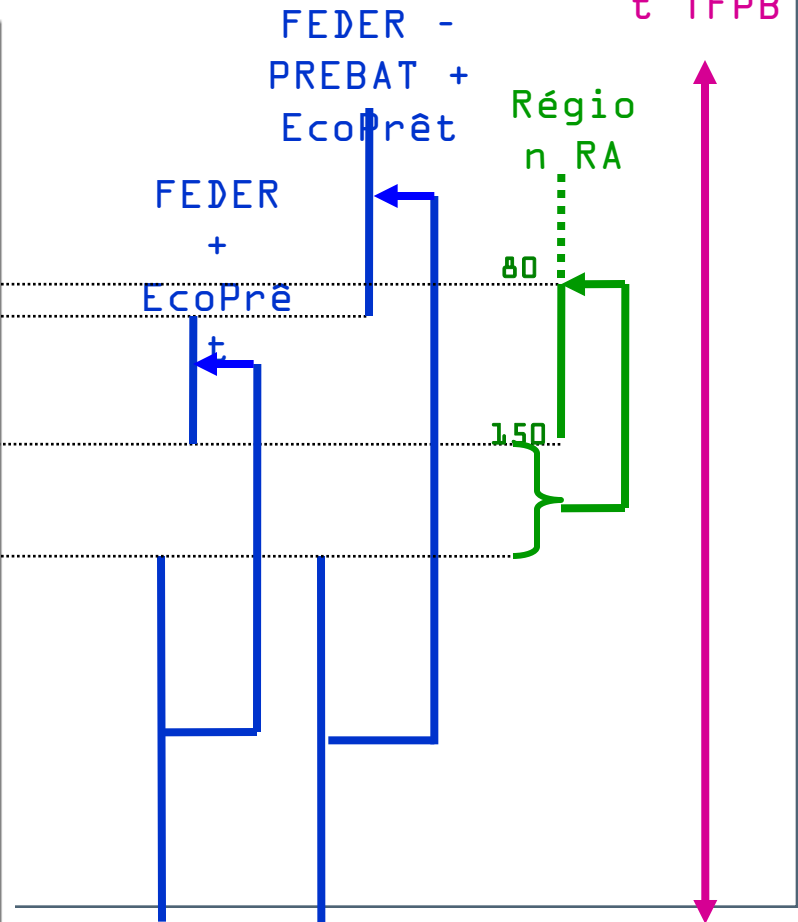 t TFPB
FEDER -
PREBAT +
EcoPrêt
Régio
n RA
FEDER
+
EcoPrê
t
80
150